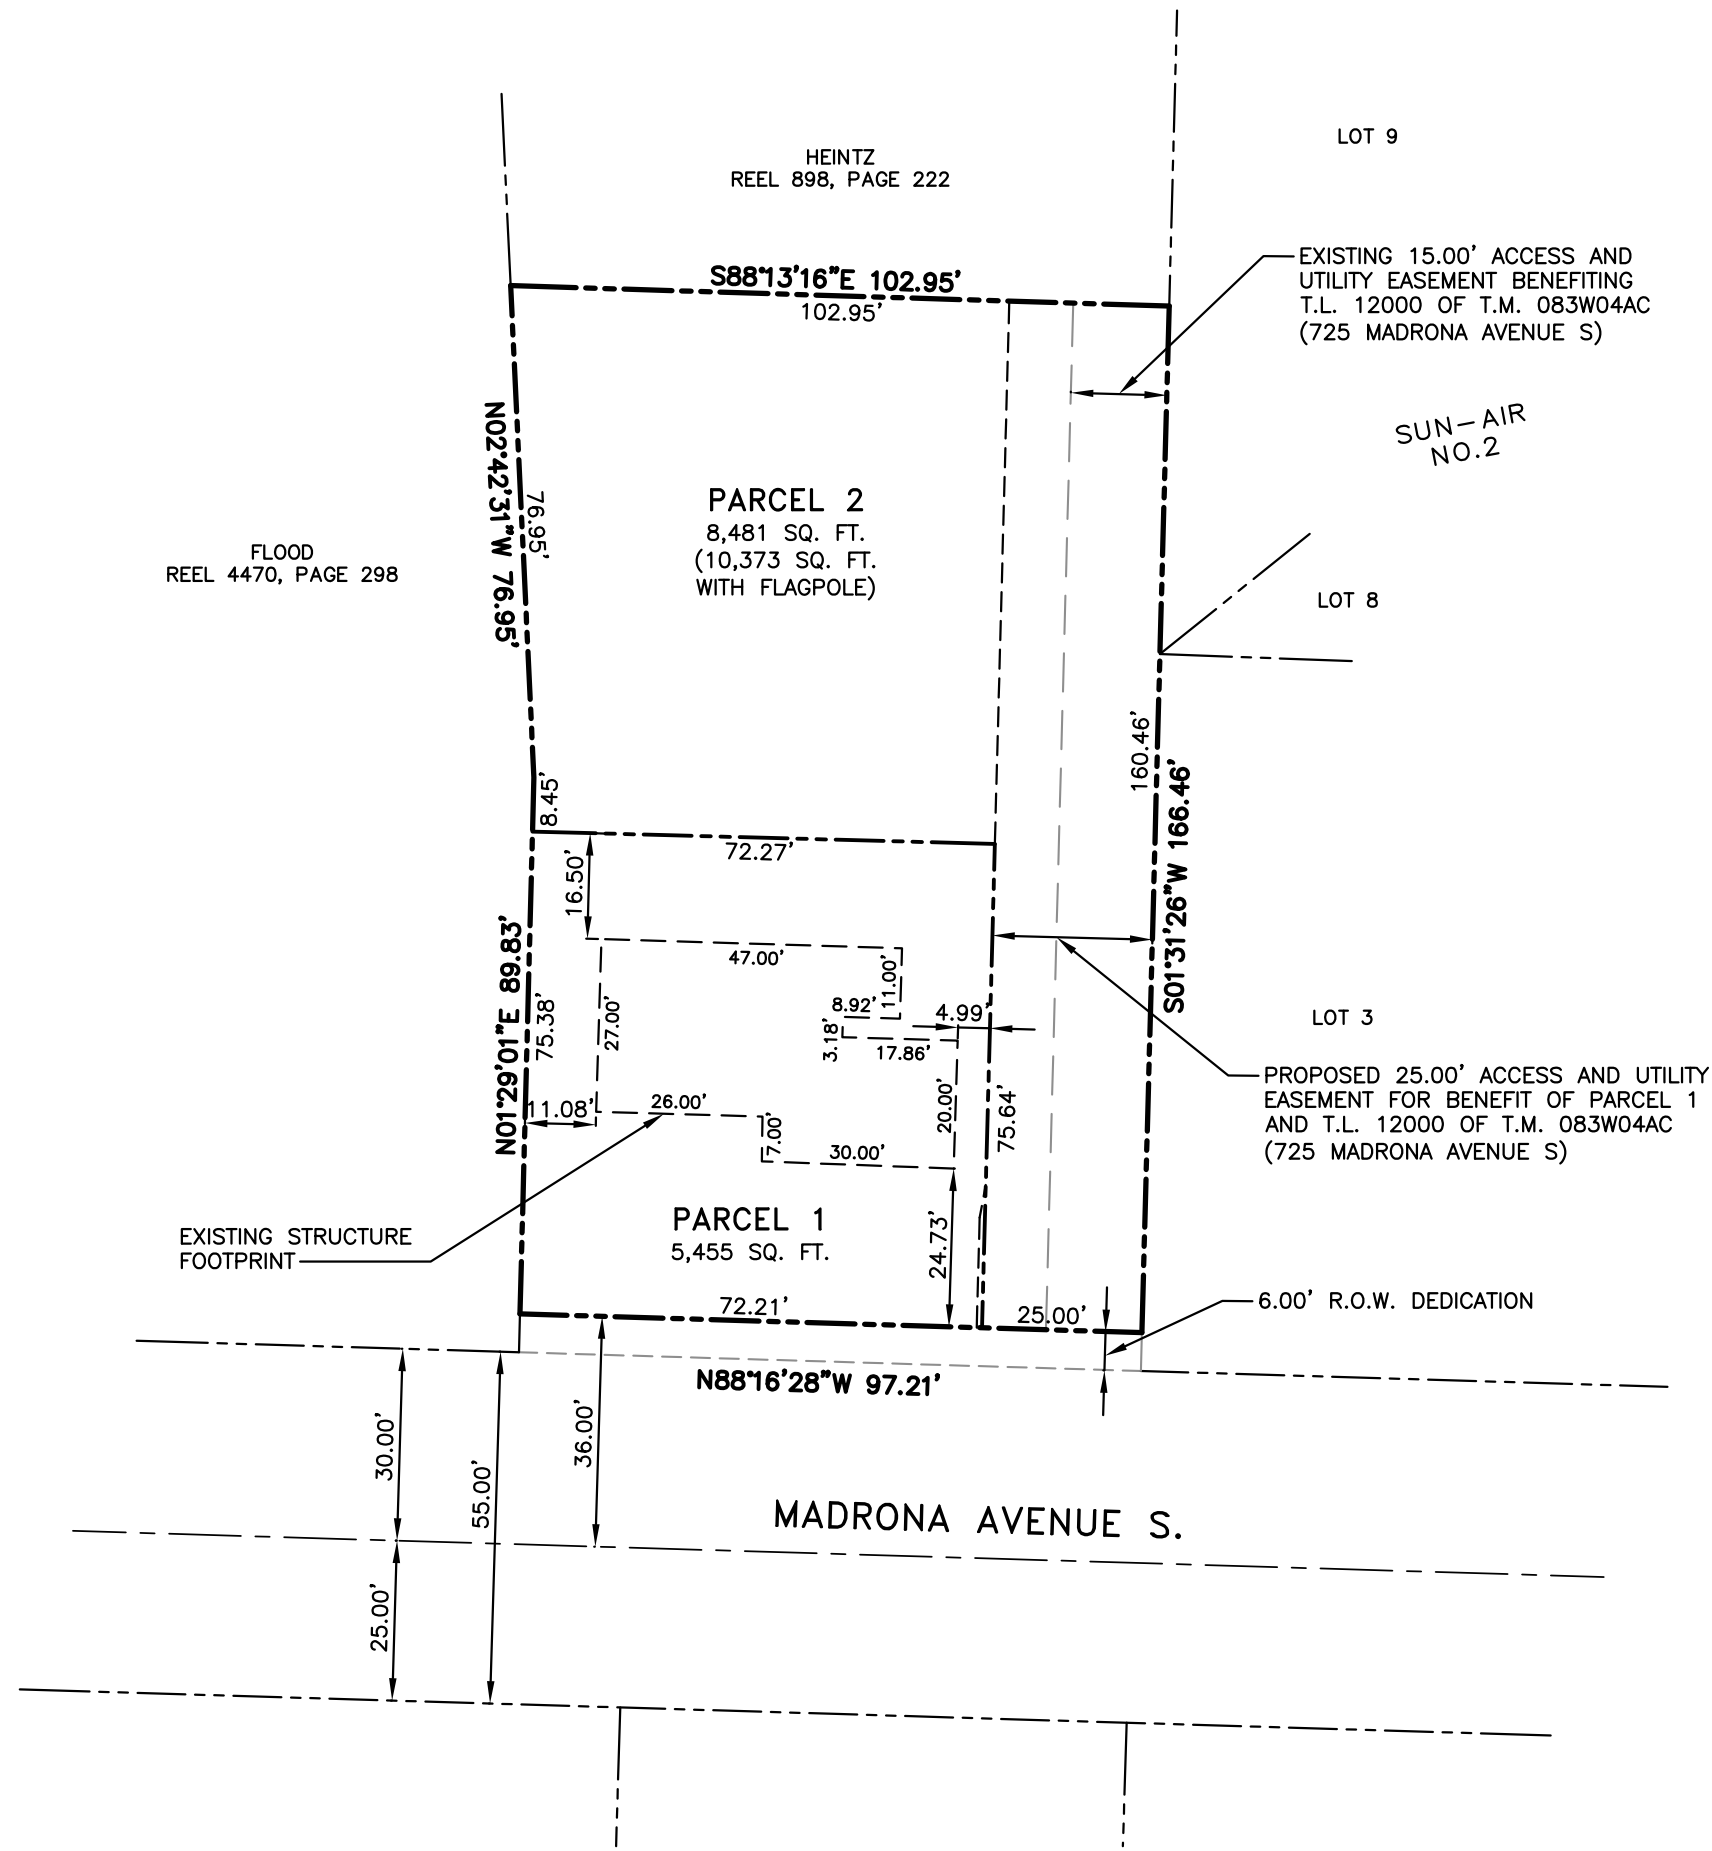 LOT 9
HEINTZ
REEL 898, PAGE 222
EXISTING 15.00' ACCESS AND
UTILITY EASEMENT BENEFITING
T.L. 12000 OF T.M. 083W04AC
(725 MADRONA AVENUE S)
S88°13'16"E 102.95'
102.95'
SUN-AIR
NO.2
N02°42'31"W 76.95'
76.95'
PARCEL 2
8,481 SQ. FT.
(10,373 SQ. FT.
WITH FLAGPOLE)
FLOOD
REEL 4470, PAGE 298
LOT 8
160.46'
S01°31'26"W 166.46'
8.45'
72.27'
16.50'
N01°29'01"E 89.83'
75.38'
47.00'
27.00'
11.00'
8.92'
3.18'
17.86'
4.99'
LOT 3
PROPOSED 25.00' ACCESS AND UTILITY
EASEMENT FOR BENEFIT OF PARCEL 1
AND T.L. 12000 OF T.M. 083W04AC
(725 MADRONA AVENUE S)
20.00'
75.64'
11.08'
26.00'
7.00'
30.00'
PARCEL 1
5,455 SQ. FT.
24.73'
EXISTING STRUCTURE
FOOTPRINT
72.21'
25.00'
6.00' R.O.W. DEDICATION
N88°16'28"W 97.21'
30.00'
55.00'
36.00'
MADRONA AVENUE S.
25.00'